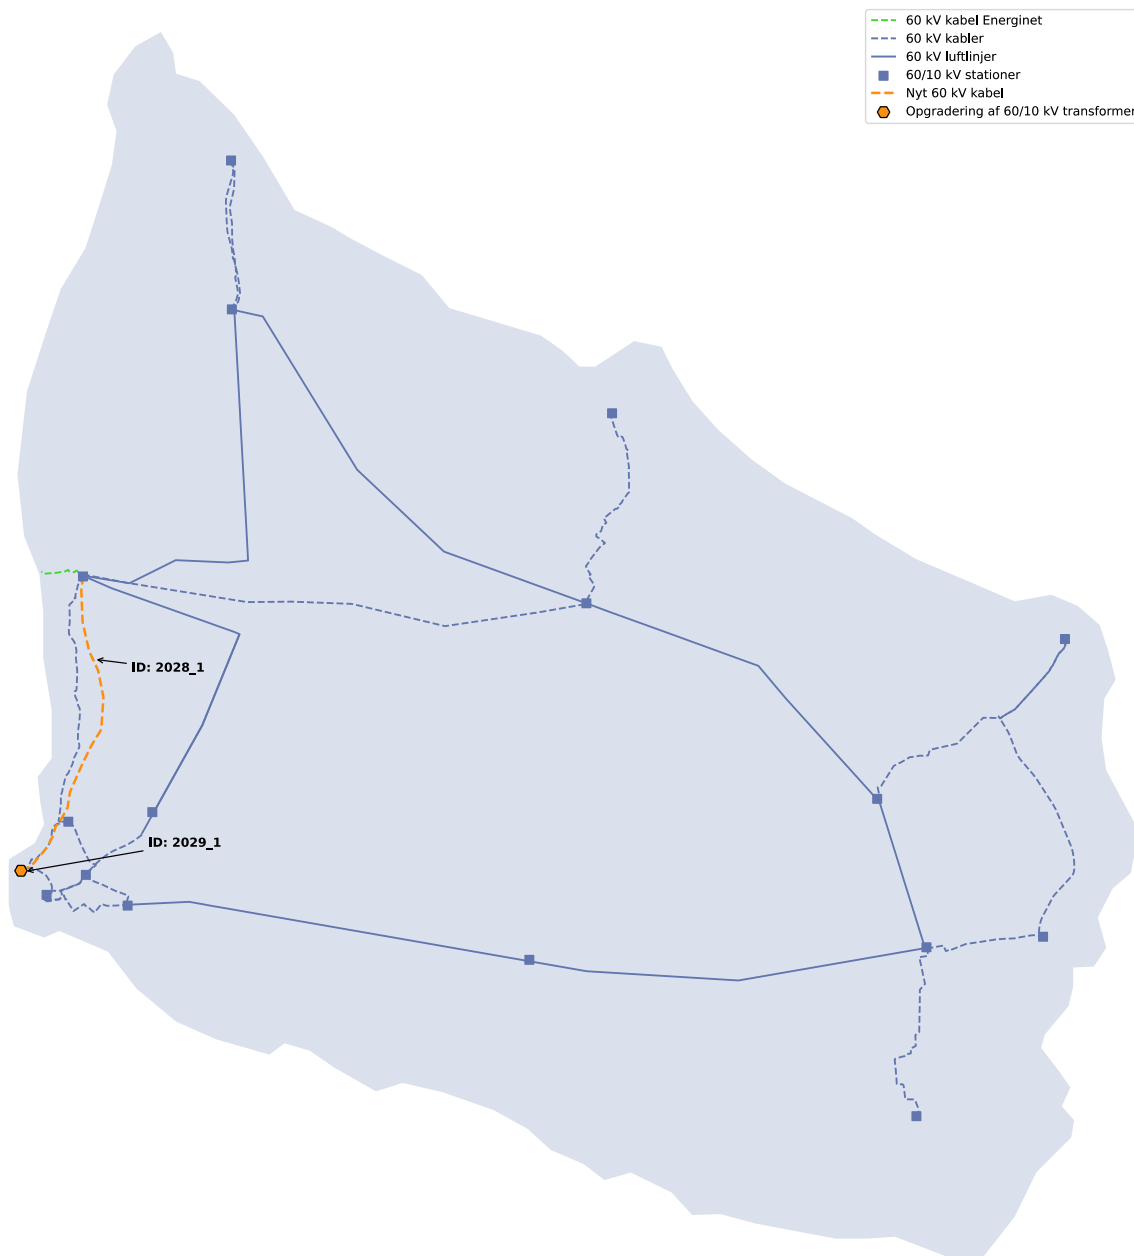 60 kV kabel Energinet
60 kV kabler
60 kV luftlinjer
60/10 kV stationer
Nyt 60 kV kabel
Opgradering af 60/10 kV transformer
ID: 2028_1
ID: 2029_1